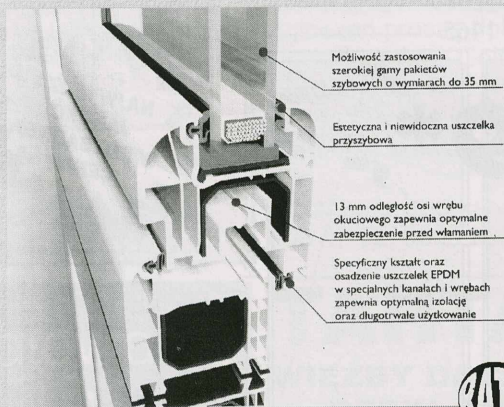 Możliwość zastosowania
szerokiej gamy pakietów
szybowych o wymiarach do 35 mm
Estetyczna i niewidoczna uszczelka
przyszybowa
13 mm odległość osi wrębu
okuciowego zapewnia optymalne
zabezpieczenie przed włamaniem
Specyficzny kształt oraz
osadzenie uszczelek EPDM
w specjalnych kanałach i wrębach
zapewnia optymalną izolację
oraz długotrwałe użytkowanie